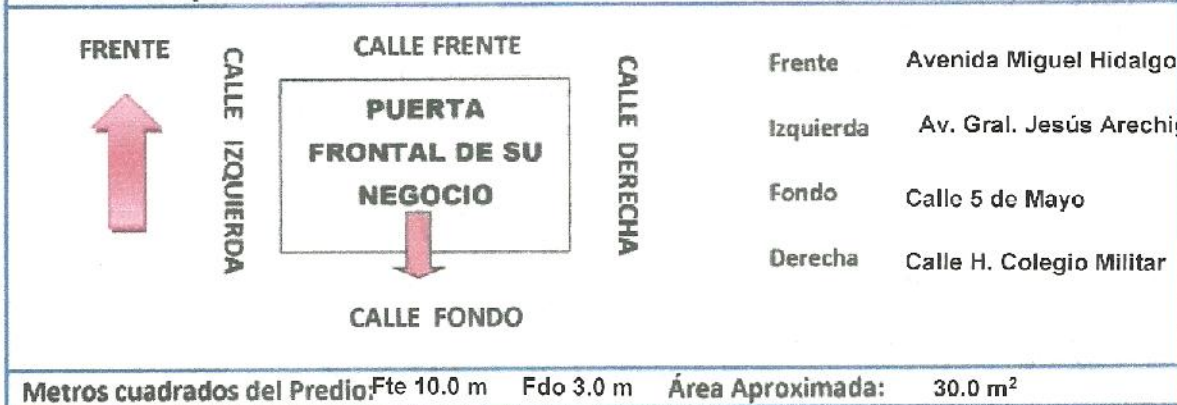 FRENTE
CALLE IZQUIERDA
CALLE FRENTE
PUERTA
FRONTAL DE SU
NEGOCIO
CALLE FONDO
CALLE DERECHA
Frente Avenida Miguel Hidalgo
Izquierda Av. Gral. Jesús
Fondo Calle 5 de Mayo
Derecha Calle H. Colegio Militar
Metros cuadrados del Predio: Fte 10.0 m Fdo 3.0 m Área Aproximada: 30.0 m²